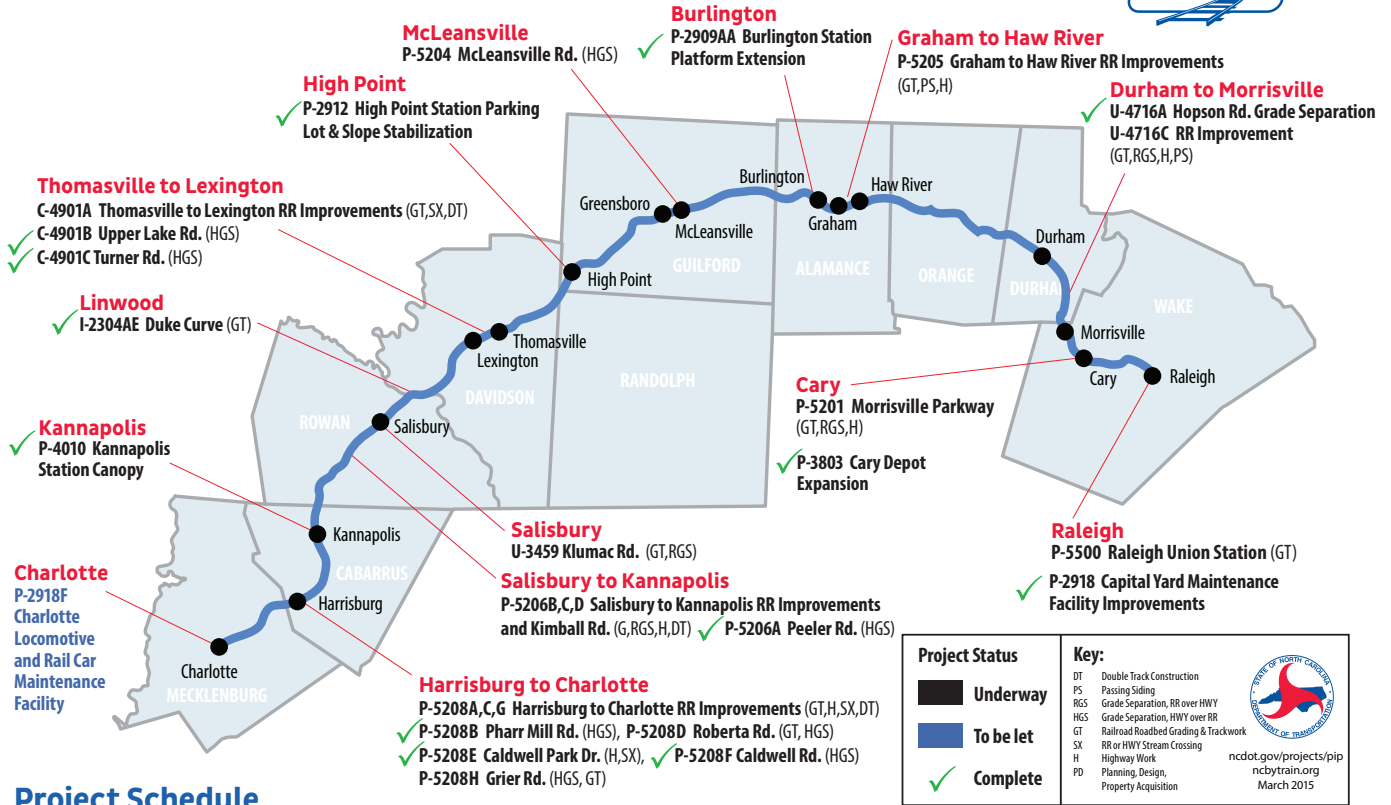 Burlington
P-2909AA Burlington Station
Platform Extension
McLeansville
P-5204 McLeansville Rd. (HGS)
Graham to Haw River
P-5205 Graham to Haw River RR Improvements
(GT,PS,H)
High Point
P-2912 High Point Station Parking
Lot & Slope Stabilization
Durham to Morrisville
U-4716A Hopson Rd. Grade Separation
U-4716C RR Improvement
(GT,RGS,H,PS)
Thomasville to Lexington
C-4901A Thomasville to Lexington RR Improvements (GT,SX,DT)
C-4901B Upper Lake Rd. (HGS)
C-4901C Turner Rd. (HGS)
Linwood
I-2304AE Duke Curve (GT)
Kannapolis
P-4010 Kannapolis
Station Canopy
Charlotte
P-2918F
Charlotte
Locomotive
and Rail Car
Maintenance
Facility
Burlington
Haw River
Greensboro
McLeansville
Graham
Durham
High Point
GUILFORD
ALAMANCE
ORANGE
DURHAM
WAKE
Morrisville
Thomasville
Lexington
Cary
Raleigh
RANDOLPH
DAVIDSON
ROWAN
Salisbury
Kannapolis
CABARRUS
Harrisburg
Charlotte
MECKLENBURG
Cary
P-5201 Morrisville Parkway
(GT,RGS,H)
P-3803 Cary Depot
Expansion
Raleigh
P-5500 Raleigh Union Station (GT)
P-2918 Capital Yard Maintenance
Facility Improvements
Salisbury
U-3459 Klumac Rd. (GT,RGS)
Salisbury to Kannapolis
P-5206B,C,D Salisbury to Kannapolis RR Improvements
and Kimball Rd. (G,RGS,H,DT) P-5206A Peeler Rd. (HGS)
Harrisburg to Charlotte
P-5208A,C,G Harrisburg to Charlotte RR Improvements (GT,H,SX,DT)
P-5208B Pharr Mill Rd. (HGS), P-5208D Roberta Rd. (GT, HGS)
P-5208E Caldwell Park Dr. (H,SX), P-5208F Caldwell Rd. (HGS)
P-5208H Grier Rd. (HGS, GT)
Project Status
Underway
To be let
Complete
Key:
DT Double Track Construction
PS Passing Siding
RGS Grade Separation, RR over HWY
HGS Grade Separation, HWY over RR
GT Railroad Roadbed Grading & Trackwork
SX RR or HWY Stream Crossing
H Highway Work
PD Planning, Design,
Property Acquisition
STATE OF NORTH CAROLINA
DEPARTMENT OF TRANSPORTATION
ncdot.gov/projects/pip
ncbytrain.org
March 2015
Project Schedule